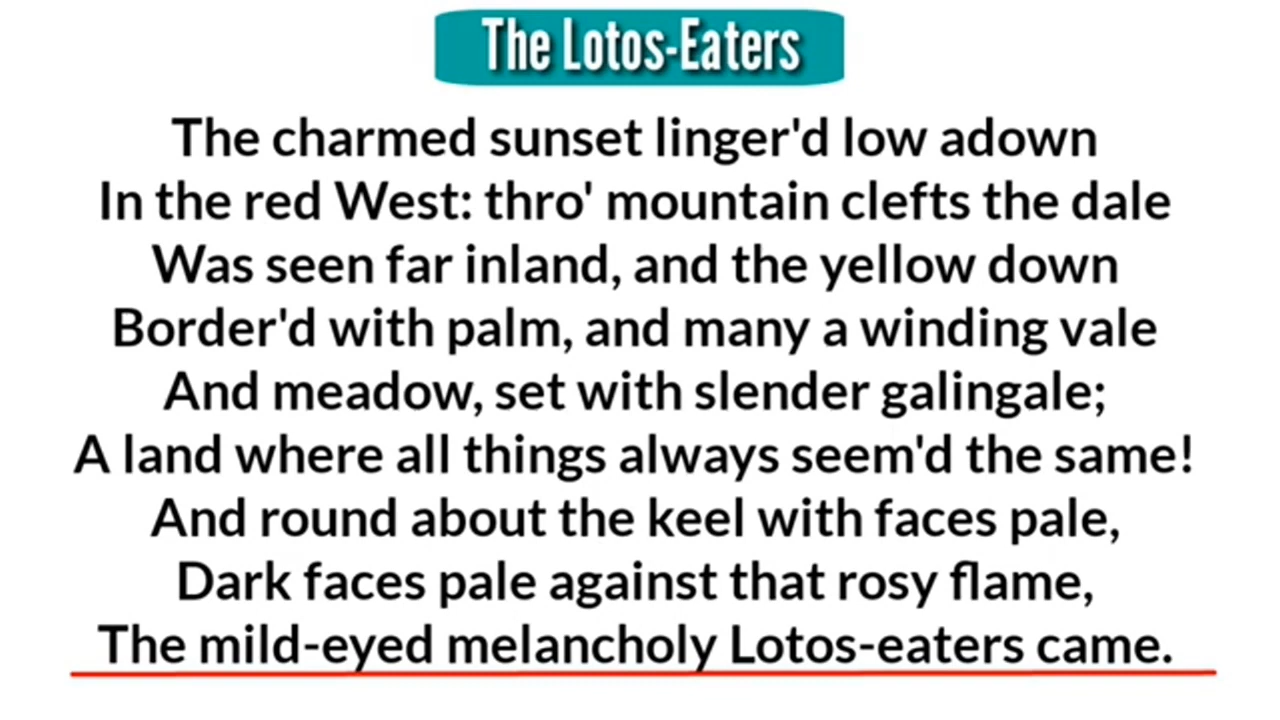 The Lotos-Eaters
The charmed sunset linger'd low adown
In the red West: thro' mountain clefts the dale
Was seen far inland, and the yellow down
Border'd with palm, and many a winding vale
And meadow, set with slender galingale;
A land where all things always seem'd the same!
And round about the keel with faces pale,
Dark faces pale against that rosy flame,
The mild-eyed melancholy Lotos-eaters came.